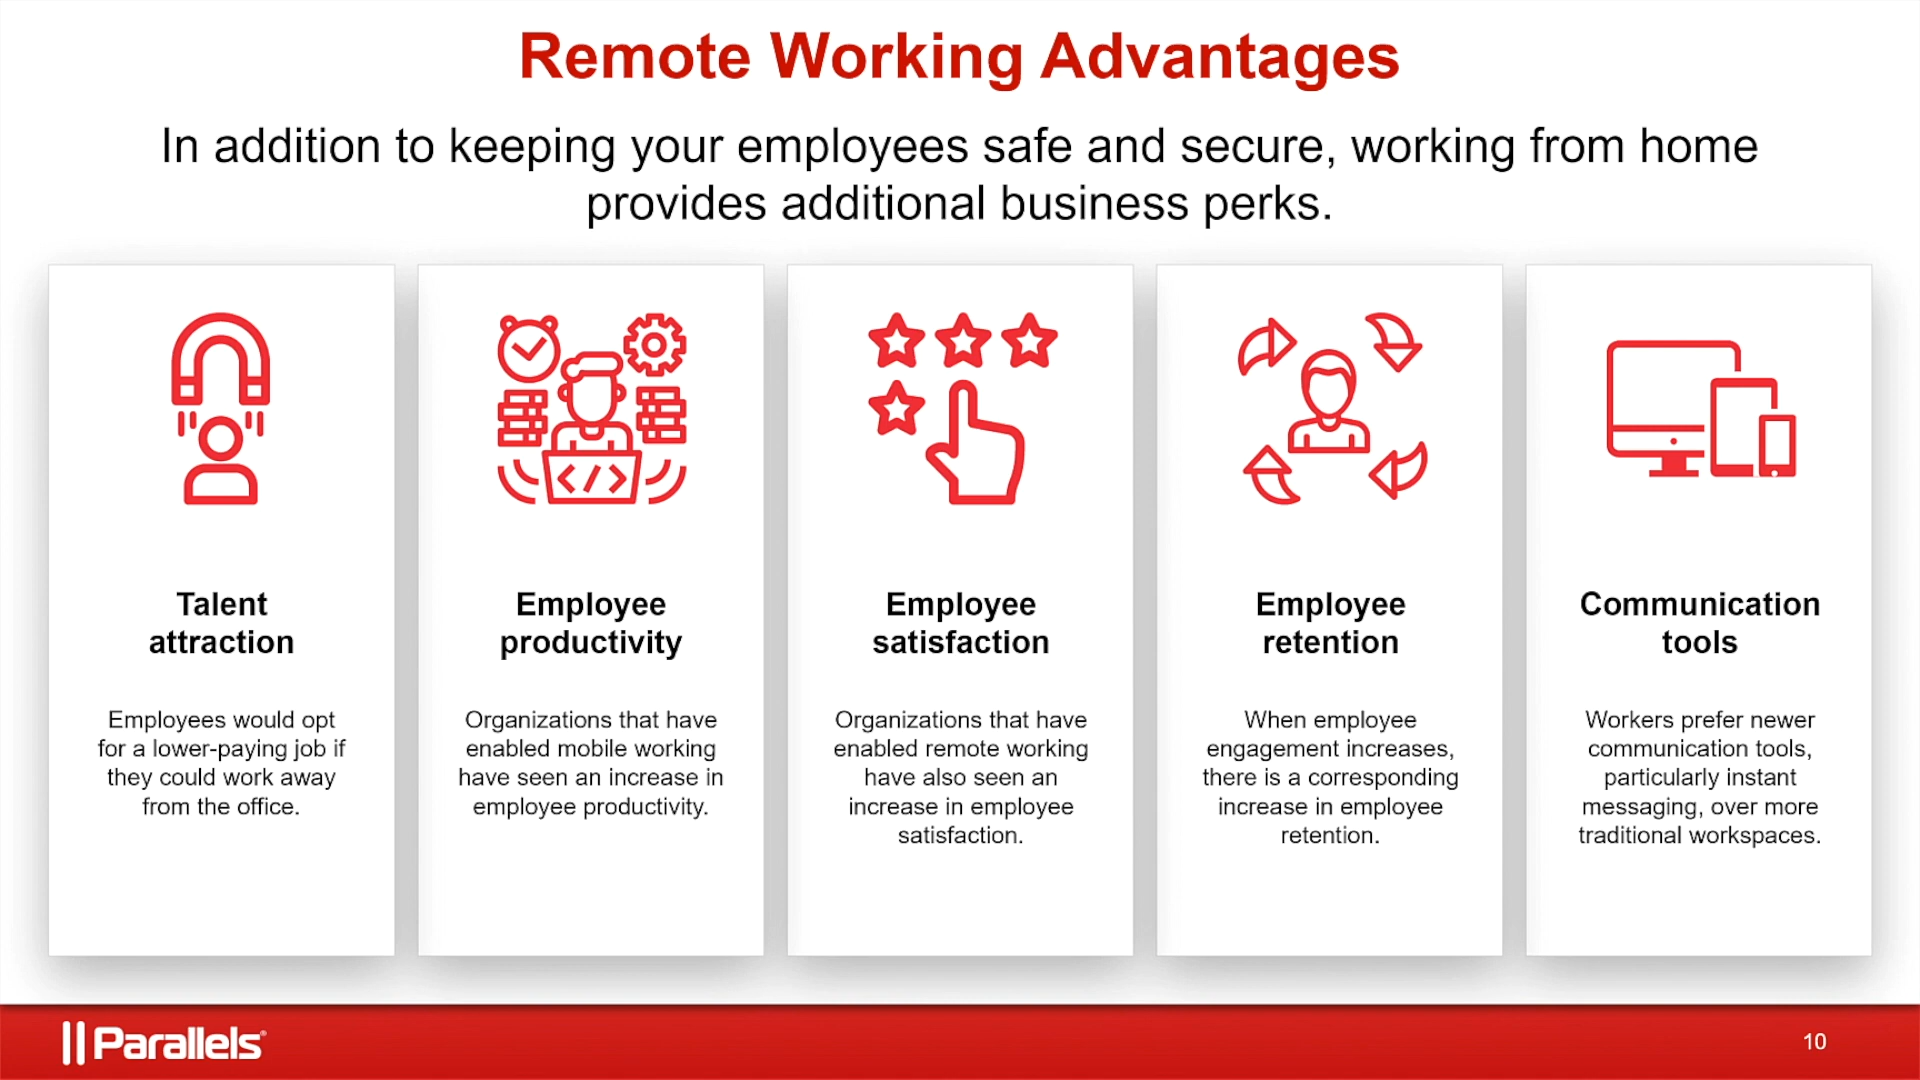 Remote Working Advantages
In addition to keeping your employees safe and secure, working from home
provides additional business perks.
Talent
attraction
Employees would opt
for a lower-paying job if
they could work away
from the office.
Employee
productivity
Organizations that have
enabled mobile working
have seen an increase in
employee productivity.
Employee
satisfaction
Organizations that have
enabled remote working
have also seen an
increase in employee
satisfaction.
Employee
retention
When employee
engagement increases,
there is a corresponding
increase in employee
retention.
Communication
tools
Workers prefer newer
communication tools,
particularly instant
messaging, over more
traditional workspaces.
|| Parallels®
10